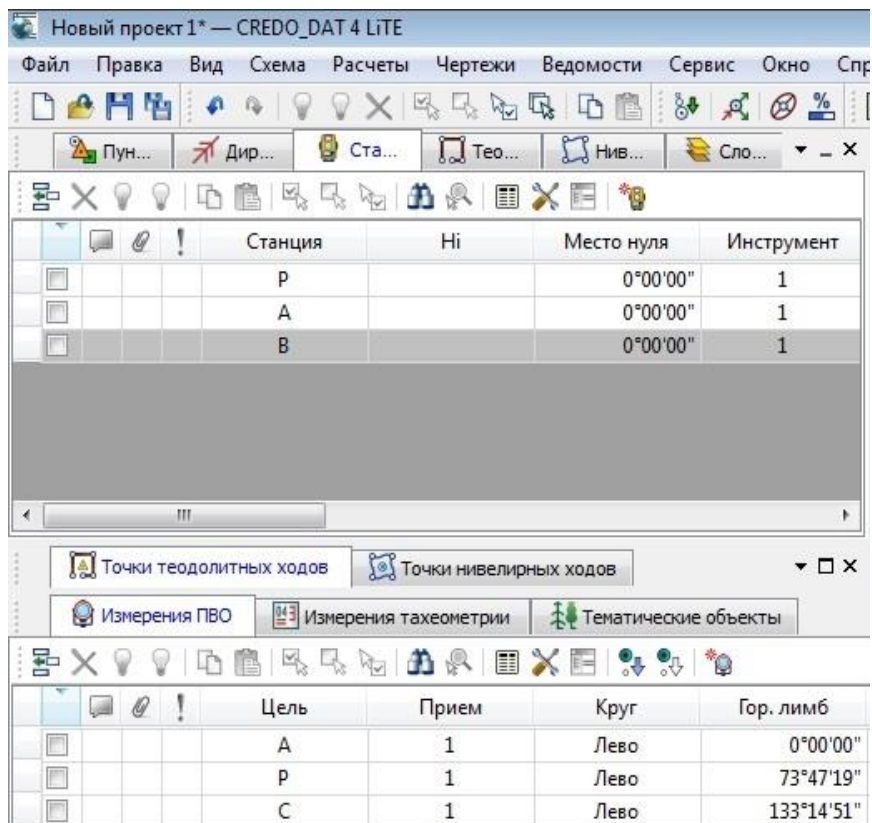 Новый проект 1* — CREDO_DAT 4 LiTE
Файл Правка Вид Схема Расчеты Чертежи Ведомости Сервис Окно Спр
Пун... Дир... Ста... Тео... Нив... Сло...
Станция Hi Место нуля Инструмент
P 0°00'00" 1
A 0°00'00" 1
B 0°00'00" 1
Точки теодолитных ходов Точки нивелирных ходов
Измерения ПВО Измерения тахеометрии Тематические объекты
Цель Прием Круг Гор. лимб
A 1 Лево 0°00'00"
P 1 Лево 73°47'19"
C 1 Лево 133°14'51"